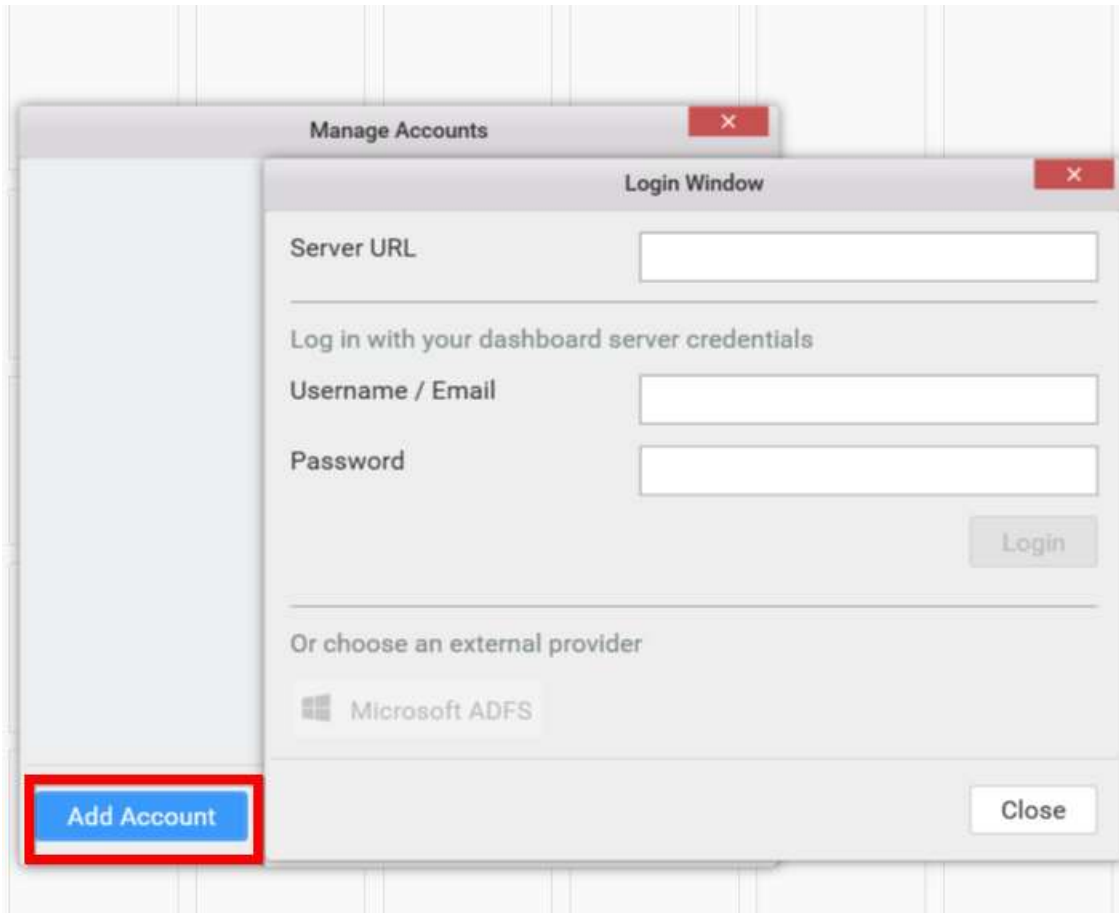 Manage Accounts
Login Window
Server URL
Log in with your dashboard server credentials
Username / Email
Password
Login
Or choose an external provider
Microsoft ADFS
Add Account
Close